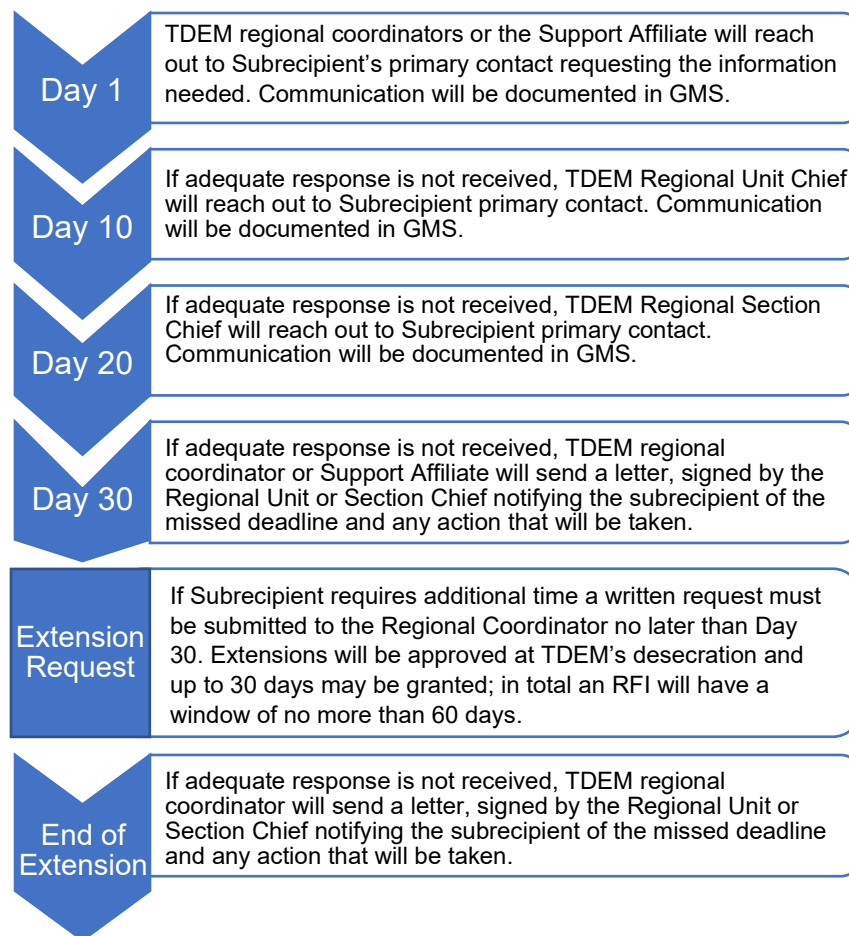 Day 1
TDEM regional coordinators or the Support Affiliate will reach
out to Subrecipient's primary contact requesting the information
needed. Communication will be documented in GMS.
Day 10
If adequate response is not received, TDEM Regional Unit Chief
will reach out to Subrecipient primary contact. Communication
will be documented in GMS.
Day 20
If adequate response is not received, TDEM Regional Section
Chief will reach out to Subrecipient primary contact.
Communication will be documented in GMS.
Day 30
If adequate response is not received, TDEM regional
coordinator or Support Affiliate will send a letter, signed by the
Regional Unit or Section Chief notifying the subrecipient of the
missed deadline and any action that will be taken.
Extension
Request
If Subrecipient requires additional time a written request must
be submitted to the Regional Coordinator no later than Day
30. Extensions will be approved at TDEM's desecration and
up to 30 days may be granted; in total an RFI will have a
window of no more than 60 days.
End of
Extension
If adequate response is not received, TDEM regional
coordinator will send a letter, signed by the Regional Unit or
Section Chief notifying the subrecipient of the missed deadline
and any action that will be taken.